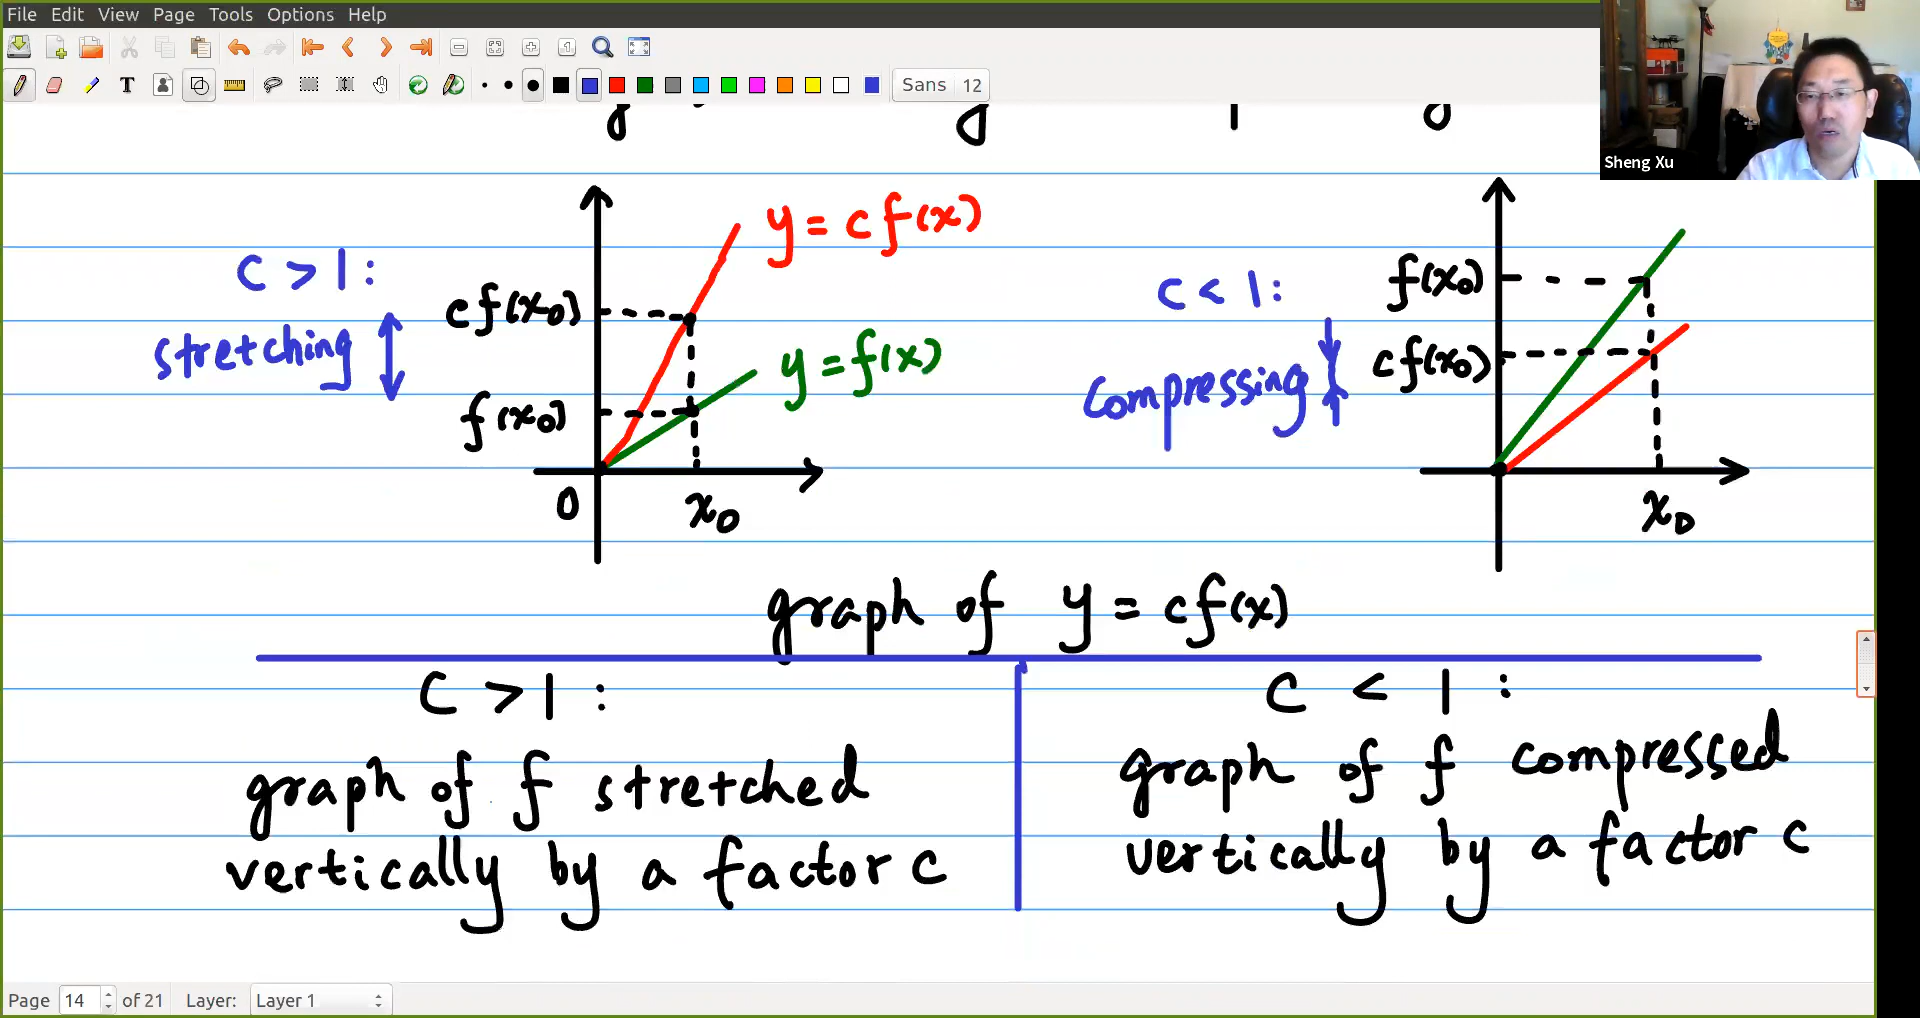 File Edit View Page Tools Options Help
Sans 12
Sheng Xu
y = cf(x)
c > 1:
stretching
cf(x0)
y = f(x)
f(x0)
0
x0
c < 1:
compressing
f(x0)
cf(x0)
x0
graph of y = cf(x)
c > 1 :
graph of f stretched
vertically by a factor c
c < 1 :
graph of f compressed
vertically by a factor c
Page 14 of 21 Layer: Layer 1